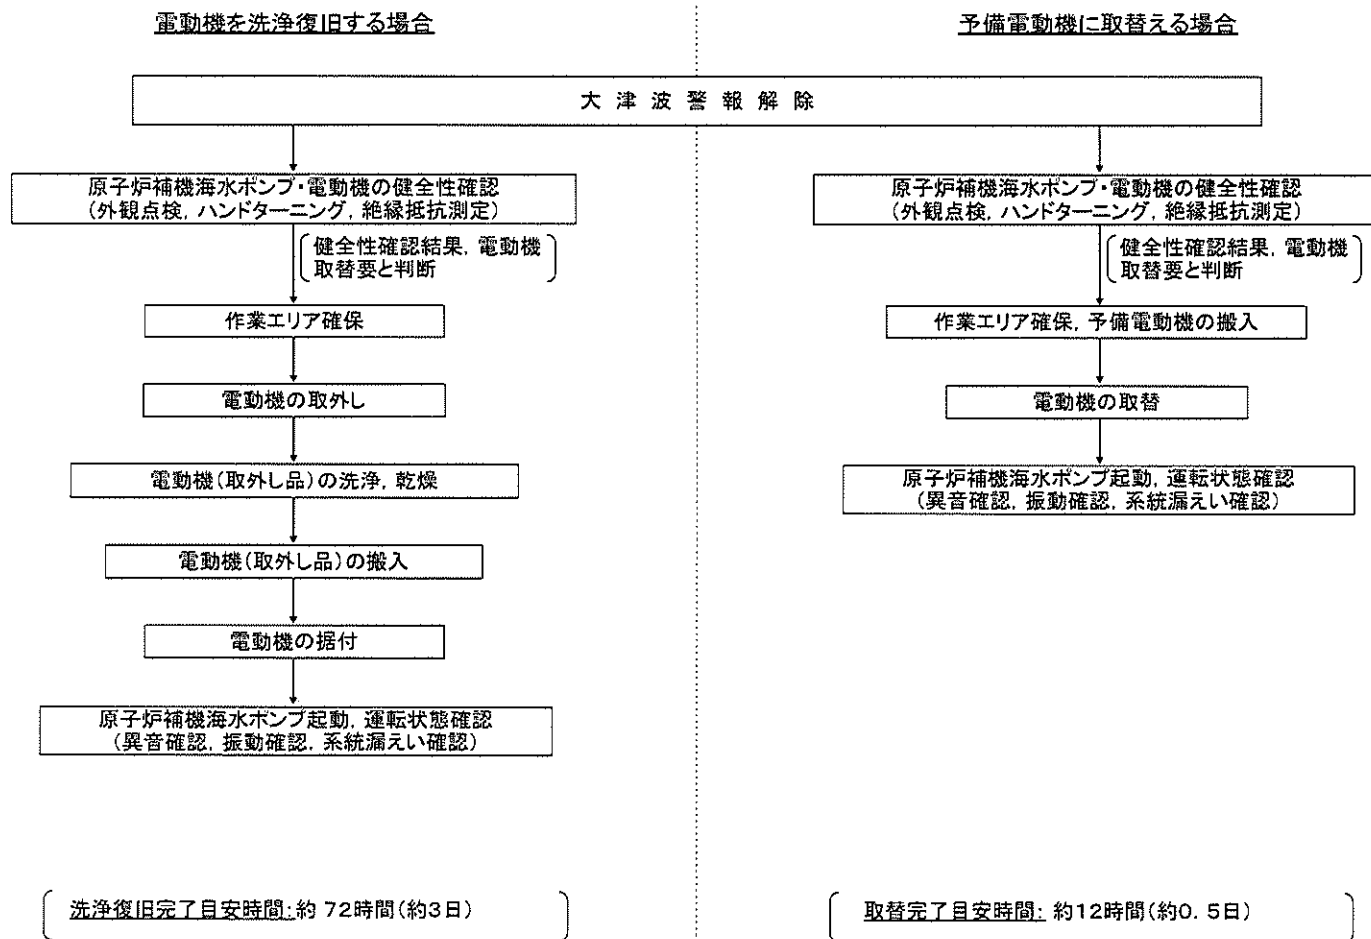 電動機を洗浄復旧する場合
予備電動機に取替える場合
大津波警報解除
原子炉補機海水ポンプ・電動機の健全性確認
(外観点検, ハンドターニング, 絶縁抵抗測定)
健全性確認結果, 電動機
取替要と判断
作業エリア確保
電動機の取外し
電動機(取外し品)の洗浄, 乾燥
電動機(取外し品)の搬入
電動機の据付
原子炉補機海水ポンプ起動, 運転状態確認
(異音確認, 振動確認, 系統漏えい確認)
洗浄復旧完了目安時間:約 72時間(約3日)
原子炉補機海水ポンプ・電動機の健全性確認
(外観点検, ハンドターニング, 絶縁抵抗測定)
健全性確認結果, 電動機
取替要と判断
作業エリア確保, 予備電動機の搬入
電動機の取替
原子炉補機海水ポンプ起動, 運転状態確認
(異音確認, 振動確認, 系統漏えい確認)
取替完了目安時間: 約12時間(約0. 5日)